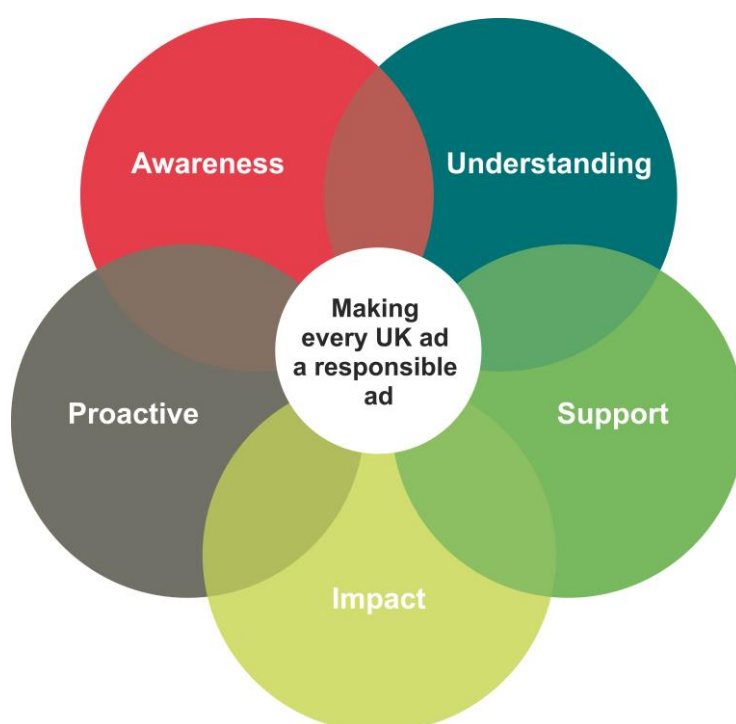 Awareness
Understanding
Making
every UK ad
a responsible
ad
Proactive
Support
Impact